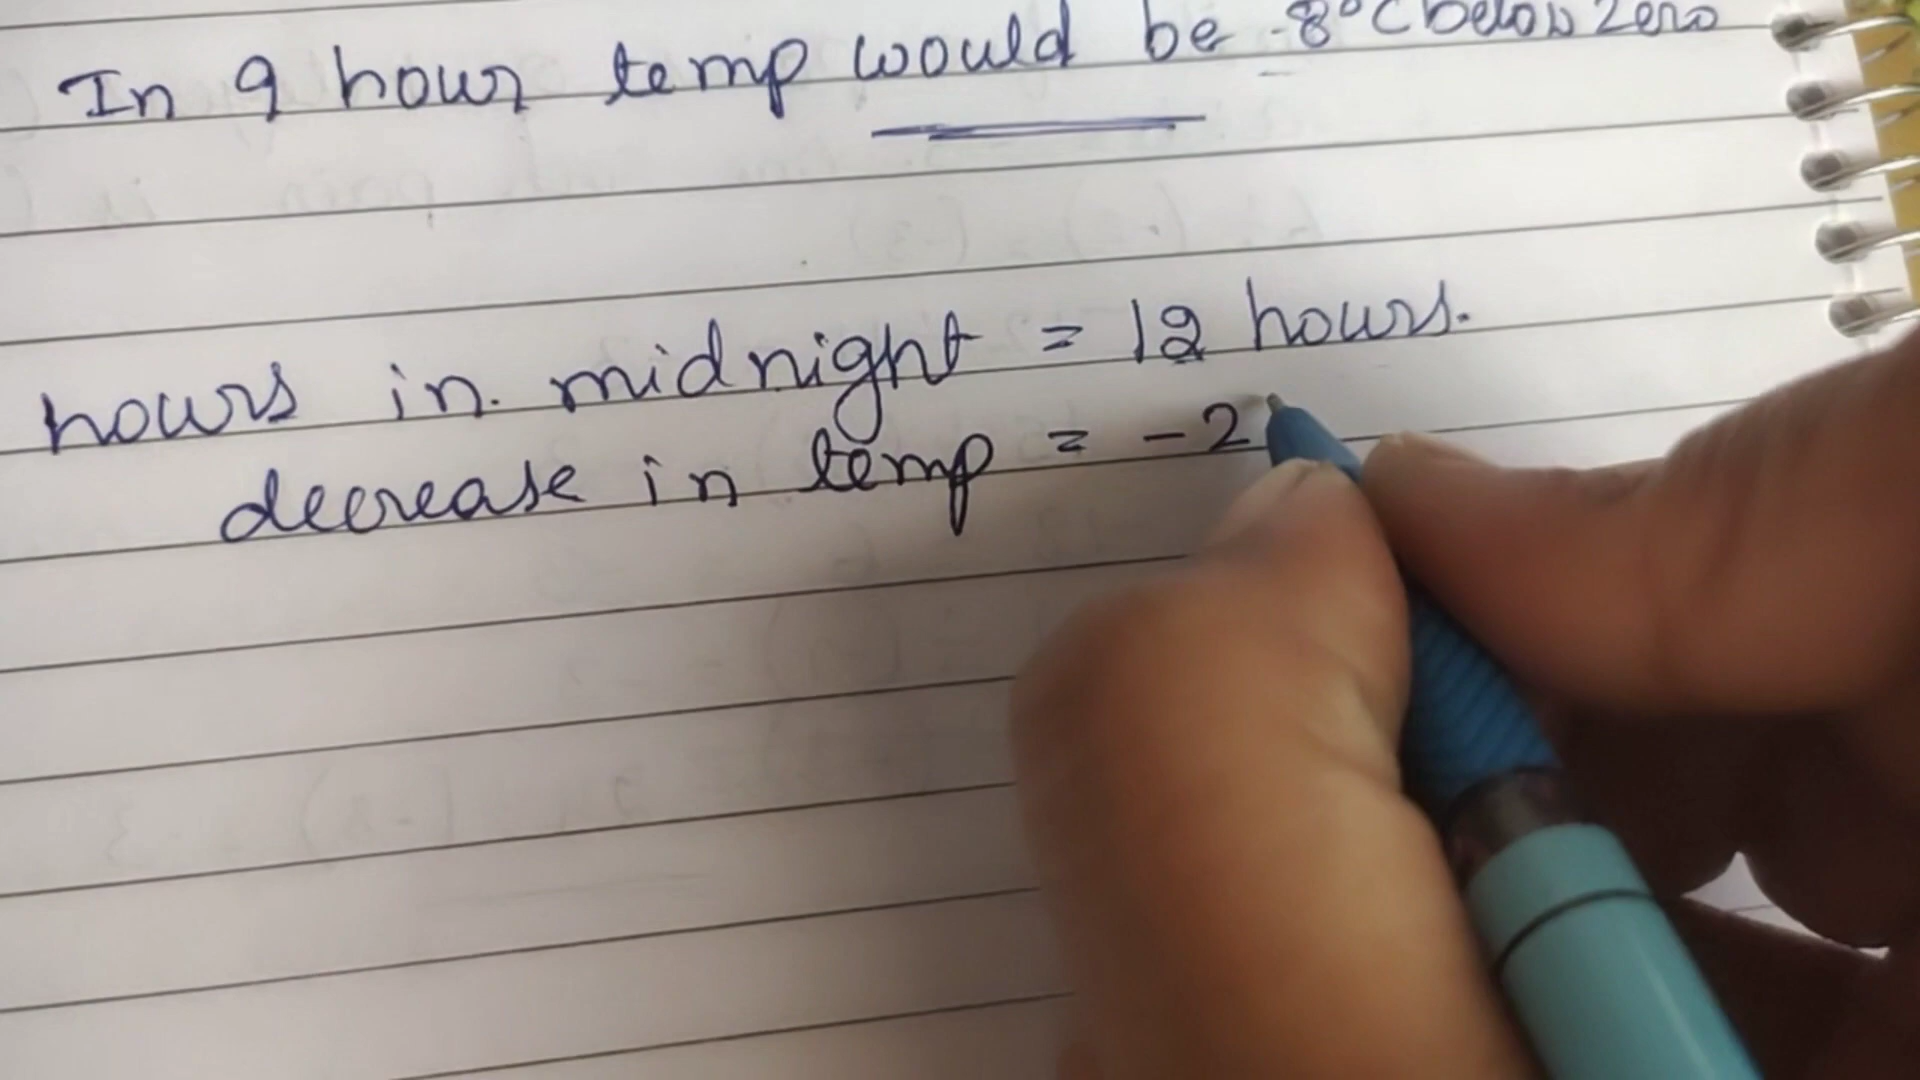 In 9 hour temp would be -8°C below zero
hours in. midnight = 12 hours.
decrease in temp = -2